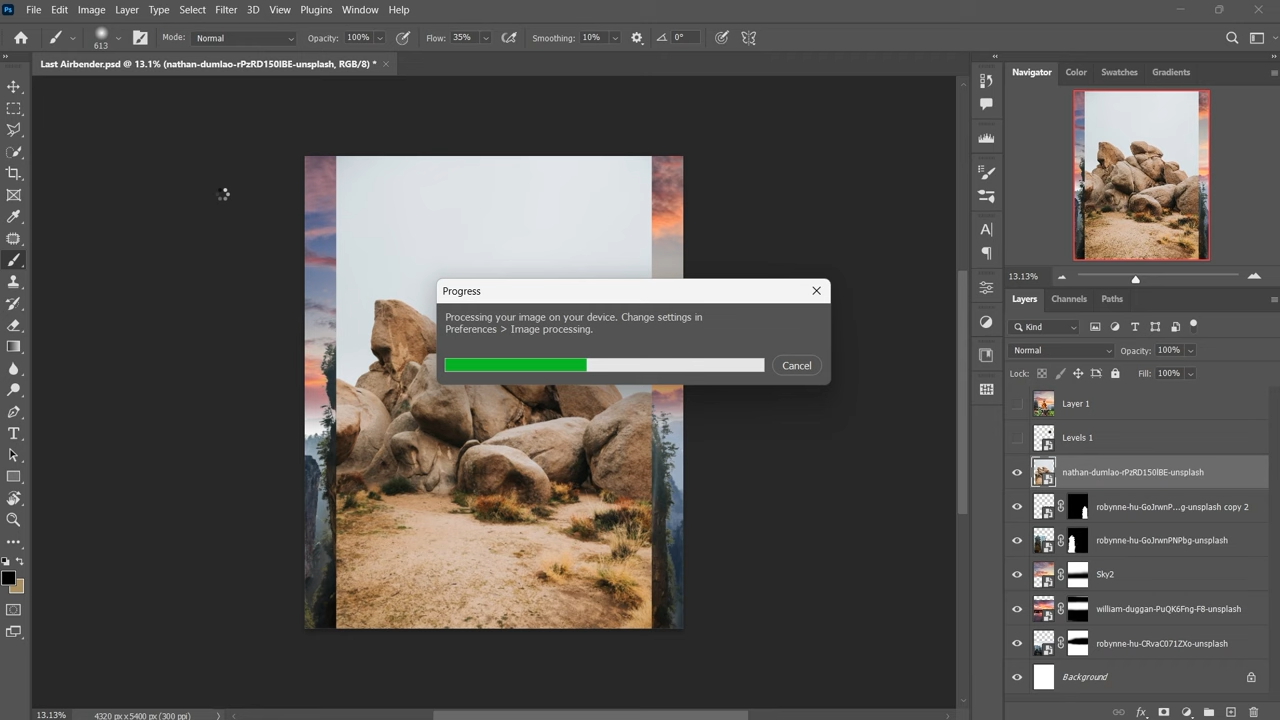 Ps File Edit Image Layer Type Select Filter 3D View Plugins Window Help
613 Mode: Normal Opacity: 100% Flow: 35% Smoothing: 10% 0°
Last Airbender.psd @ 13.1% (nathan-dumlao-rPzRD150lBE-unsplash, RGB/8) *
Navigator Color Swatches Gradients
13.13%
Progress
Processing your image on your device. Change settings in
Preferences > Image processing.
Cancel
Layers Channels Paths
Kind
Normal Opacity: 100%
Lock: Fill: 100%
Layer 1
Levels 1
nathan-dumlao-rPzRD150lBE-unsplash
robynne-hu-GoJrwnP...g-unsplash copy 2
robynne-hu-GoJrwnPNPbg-unsplash
Sky2
william-duggan-PuQK6Fng-F8-unsplash
robynne-hu-CRvaC071ZXo-unsplash
Background
13.13% 4320 px x 5400 px (300 ppi)